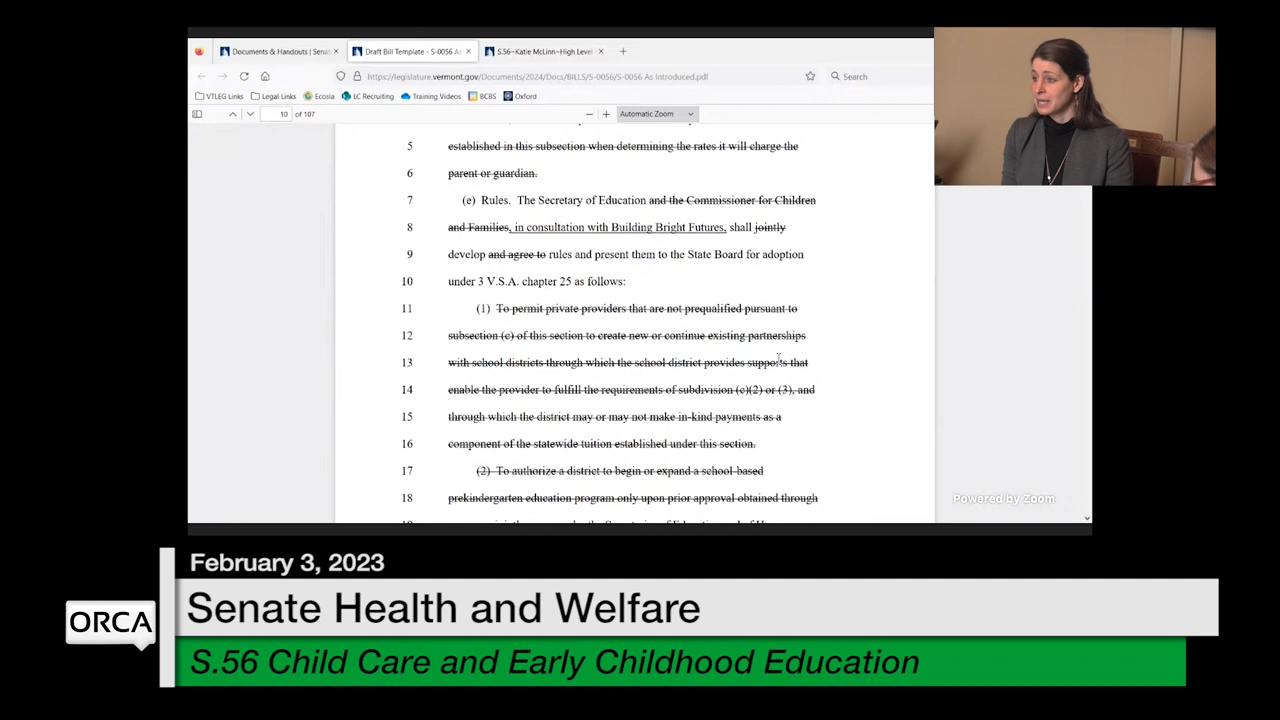 Documents & Handouts | Senat
Draft Bill Template - S-0056 As
S.56~Katie McLinn~High Level
https://legislature.vermont.gov/Documents/2024/Docs/BILLS/S-0056/S-0056 As Introduced.pdf
Search
VTLEG Links
Legal Links
Ecosia
LC Recruiting
Training Videos
BCBS
Oxford
10 of 107
Automatic Zoom
5 established in this subsection when determining the rates it will charge the
6 parent or guardian.
7 (e) Rules. The Secretary of Education and the Commissioner for Children
8 and Families, in consultation with Building Bright Futures, shall jointly
9 develop and agree to rules and present them to the State Board for adoption
10 under 3 V.S.A. chapter 25 as follows:
11 (1) To permit private providers that are not prequalified pursuant to
12 subsection (c) of this section to create new or continue existing partnerships
13 with school districts through which the school district provides supports that
14 enable the provider to fulfill the requirements of subdivision (c)(2) or (3), and
15 through which the district may or may not make in-kind payments as a
16 component of the statewide tuition established under this section.
17 (2) To authorize a district to begin or expand a school-based
18 prekindergarten education program only upon prior approval obtained through
Powered by Zoom
February 3, 2023
ORCA
Senate Health and Welfare
S.56 Child Care and Early Childhood Education